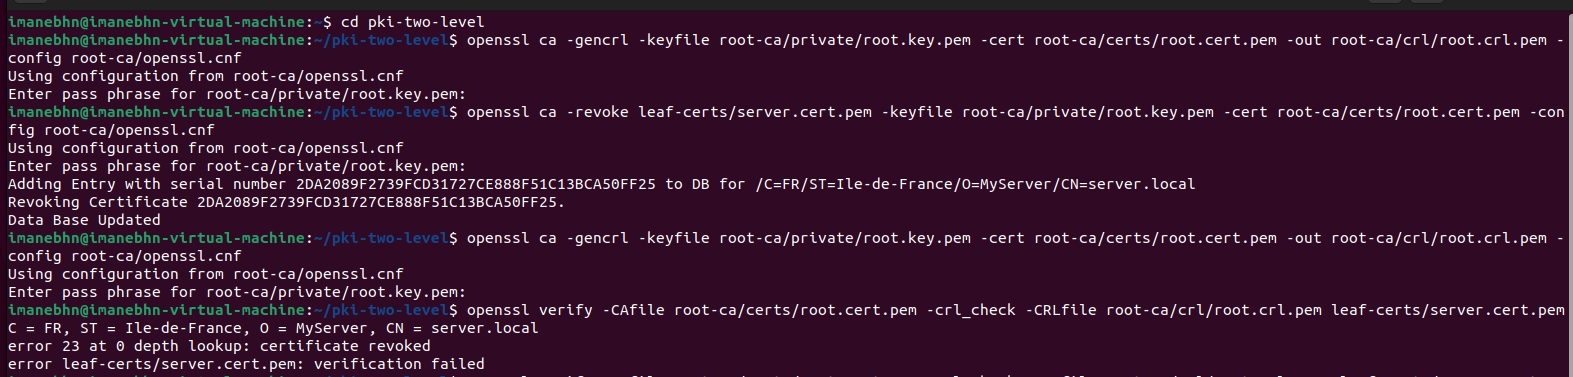 imanebhn@imanebhn-virtual-machine:~$ cd pki-two-level
imanebhn@imanebhn-virtual-machine:~/pki-two-level$ openssl ca -gencrl -keyfile root-ca/private/root.key.pem -cert root-ca/certs/root.cert.pem -out root-ca/crl/root.crl.pem -
config root-ca/openssl.cnf
Using configuration from root-ca/openssl.cnf
Enter pass phrase for root-ca/private/root.key.pem:
imanebhn@imanebhn-virtual-machine:~/pki-two-level$ openssl ca -revoke leaf-certs/server.cert.pem -keyfile root-ca/private/root.key.pem -cert root-ca/certs/root.cert.pem -con
fig root-ca/openssl.cnf
Using configuration from root-ca/openssl.cnf
Enter pass phrase for root-ca/private/root.key.pem:
Adding Entry with serial number 2DA2089F2739FCD31727CE888F51C13BCA50FF25 to DB for /C=FR/ST=Ile-de-France/O=MyServer/CN=server.local
Revoking Certificate 2DA2089F2739FCD31727CE888F51C13BCA50FF25.
Data Base Updated
imanebhn@imanebhn-virtual-machine:~/pki-two-level$ openssl ca -gencrl -keyfile root-ca/private/root.key.pem -cert root-ca/certs/root.cert.pem -out root-ca/crl/root.crl.pem -
config root-ca/openssl.cnf
Using configuration from root-ca/openssl.cnf
Enter pass phrase for root-ca/private/root.key.pem:
imanebhn@imanebhn-virtual-machine:~/pki-two-level$ openssl verify -CAfile root-ca/certs/root.cert.pem -crl_check -CRLfile root-ca/crl/root.crl.pem leaf-certs/server.cert.pem
C = FR, ST = Ile-de-France, O = MyServer, CN = server.local
error 23 at 0 depth lookup: certificate revoked
error leaf-certs/server.cert.pem: verification failed